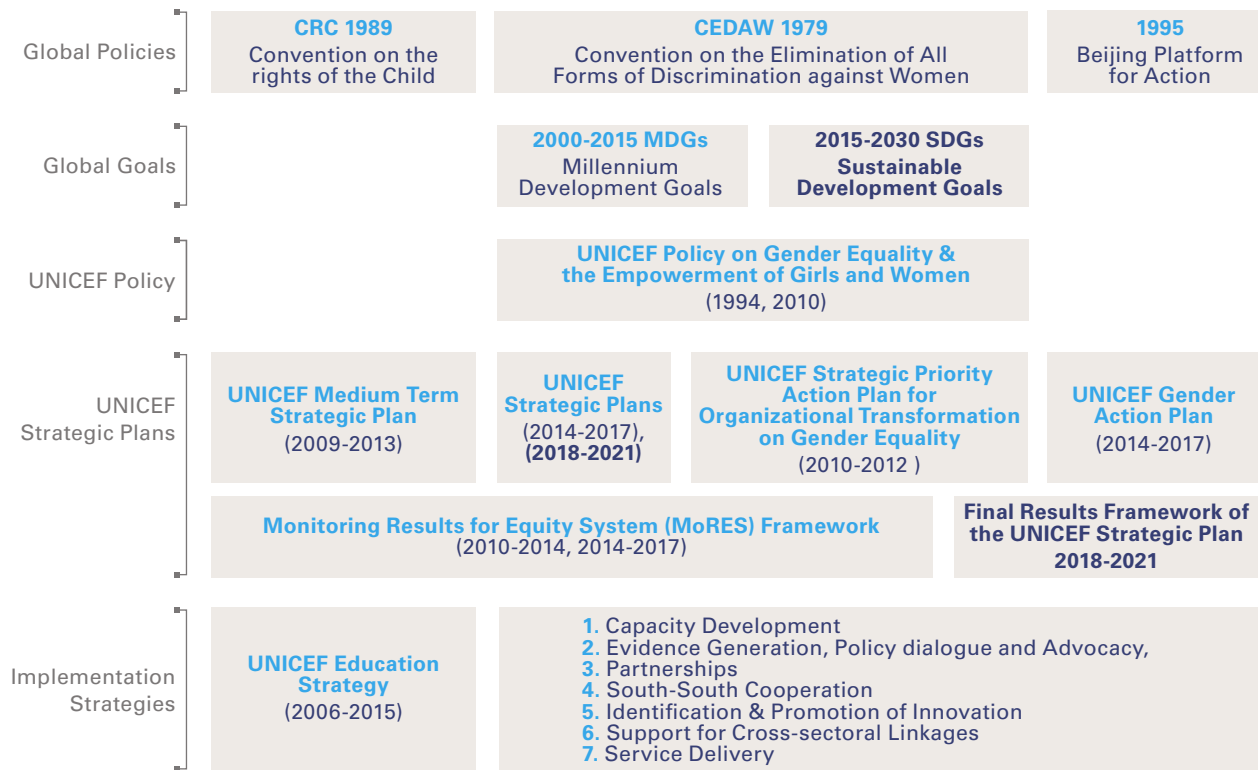 Global Policies
CRC 1989
Convention on the
rights of the Child
CEDAW 1979
Convention on the Elimination of All
Forms of Discrimination against Women
1995
Beijing Platform
for Action
Global Goals
2000-2015 MDGs
Millennium
Development Goals
2015-2030 SDGs
Sustainable
Development Goals
UNICEF Policy
UNICEF Policy on Gender Equality &
the Empowerment of Girls and Women
(1994, 2010)
UNICEF
Strategic Plans
UNICEF Medium Term
Strategic Plan
(2009-2013)
UNICEF
Strategic Plans
(2014-2017),
(2018-2021)
UNICEF Strategic Priority
Action Plan for
Organizational Transformation
on Gender Equality
(2010-2012 )
UNICEF Gender
Action Plan
(2014-2017)
Monitoring Results for Equity System (MoRES) Framework
(2010-2014, 2014-2017)
Final Results Framework of
the UNICEF Strategic Plan
2018-2021
Implementation
Strategies
UNICEF Education
Strategy
(2006-2015)
1. Capacity Development
2. Evidence Generation, Policy dialogue and Advocacy,
3. Partnerships
4. South-South Cooperation
5. Identification & Promotion of Innovation
6. Support for Cross-sectoral Linkages
7. Service Delivery